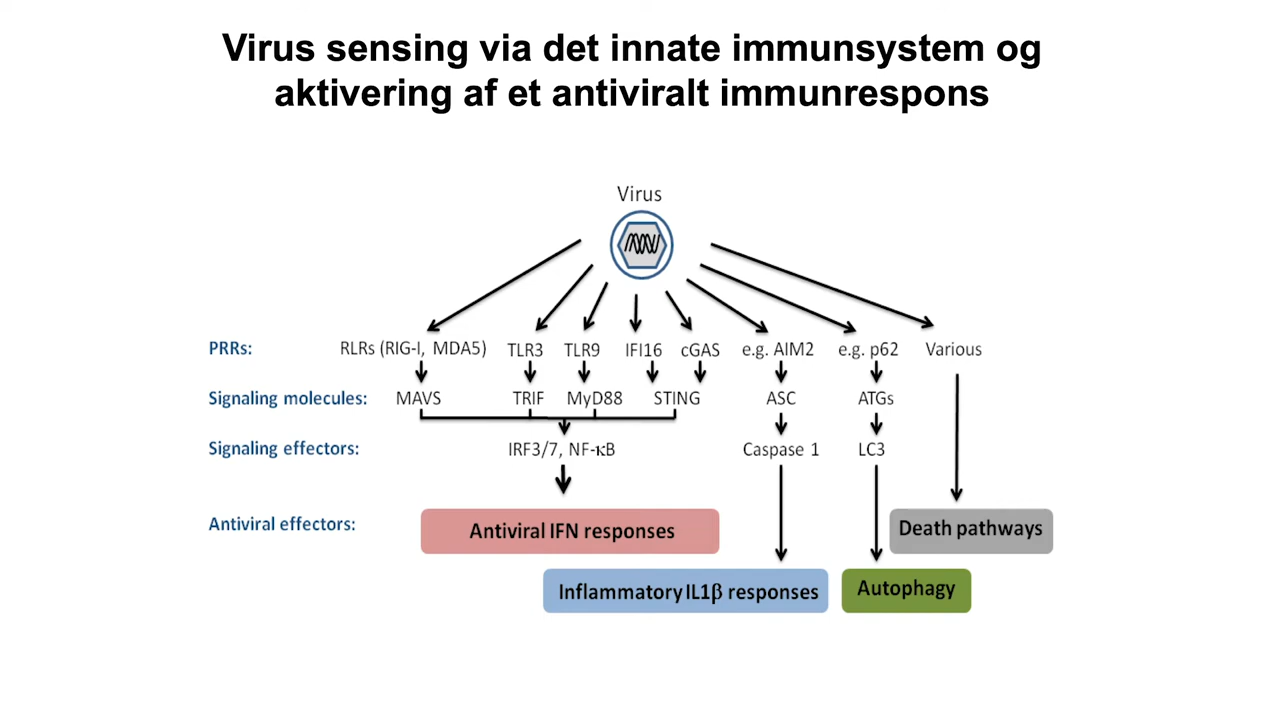 Virus sensing via det innate immunsystem og
aktivering af et antiviralt immunrespons
Virus
PRRs: RLRs (RIG-I, MDA5) TLR3 TLR9 IFI16 cGAS e.g. AIM2 e.g. p62 Various
Signaling molecules: MAVS TRIF MyD88 STING ASC ATGs
Signaling effectors: IRF3/7, NF-κB Caspase 1 LC3
Antiviral effectors: Antiviral IFN responses Death pathways
Inflammatory IL1β responses Autophagy